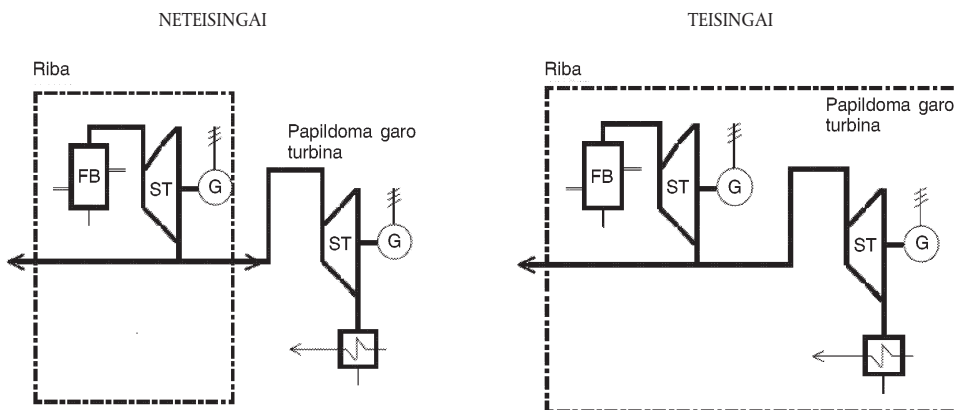 NETEISINGAI
TEISINGAI
Riba
Papildoma garo
turbina
FB
ST
G
ST
G
Riba
Papildoma garo
turbina
FB
ST
G
ST
G